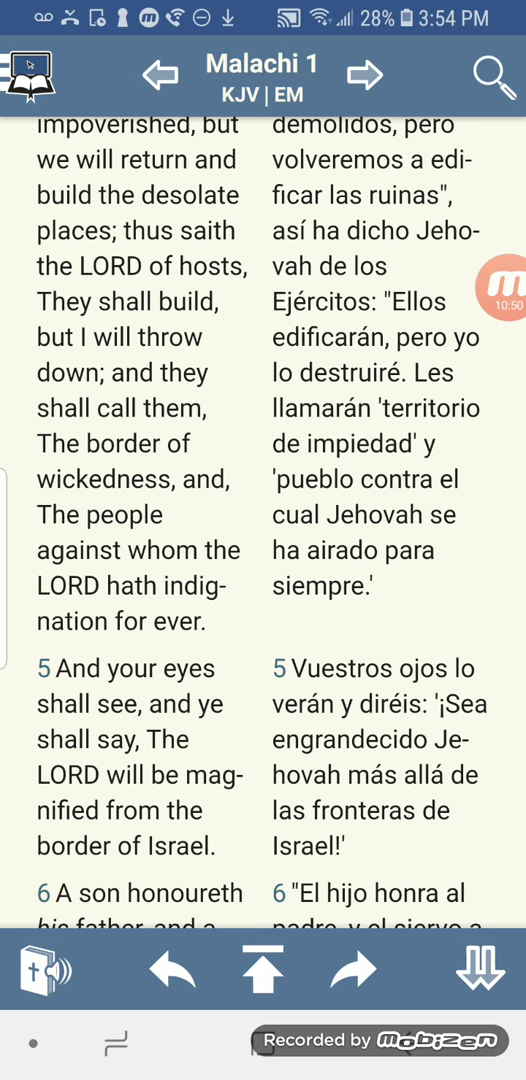 28% 3:54 PM
Malachi 1
KJV | EM
impoverished, but
we will return and
build the desolate
places; thus saith
the LORD of hosts,
They shall build,
but I will throw
down; and they
shall call them,
The border of
wickedness, and,
The people
against whom the
LORD hath indig-
nation for ever.
5 And your eyes
shall see, and ye
shall say, The
LORD will be mag-
nified from the
border of Israel.
6 A son honoureth
his father, and a
demolidos, pero
volveremos a edi-
ficar las ruinas",
así ha dicho Jeho-
vah de los
Ejércitos: "Ellos
edificarán, pero yo
lo destruiré. Les
llamarán 'territorio
de impiedad' y
'pueblo contra el
cual Jehovah se
ha airado para
siempre.'
5 Vuestros ojos lo
verán y diréis: '¡Sea
engrandecido Je-
hovah más allá de
las fronteras de
Israel!'
6 "El hijo honra al
padre, y el siervo a
10:50
Recorded by mobizen